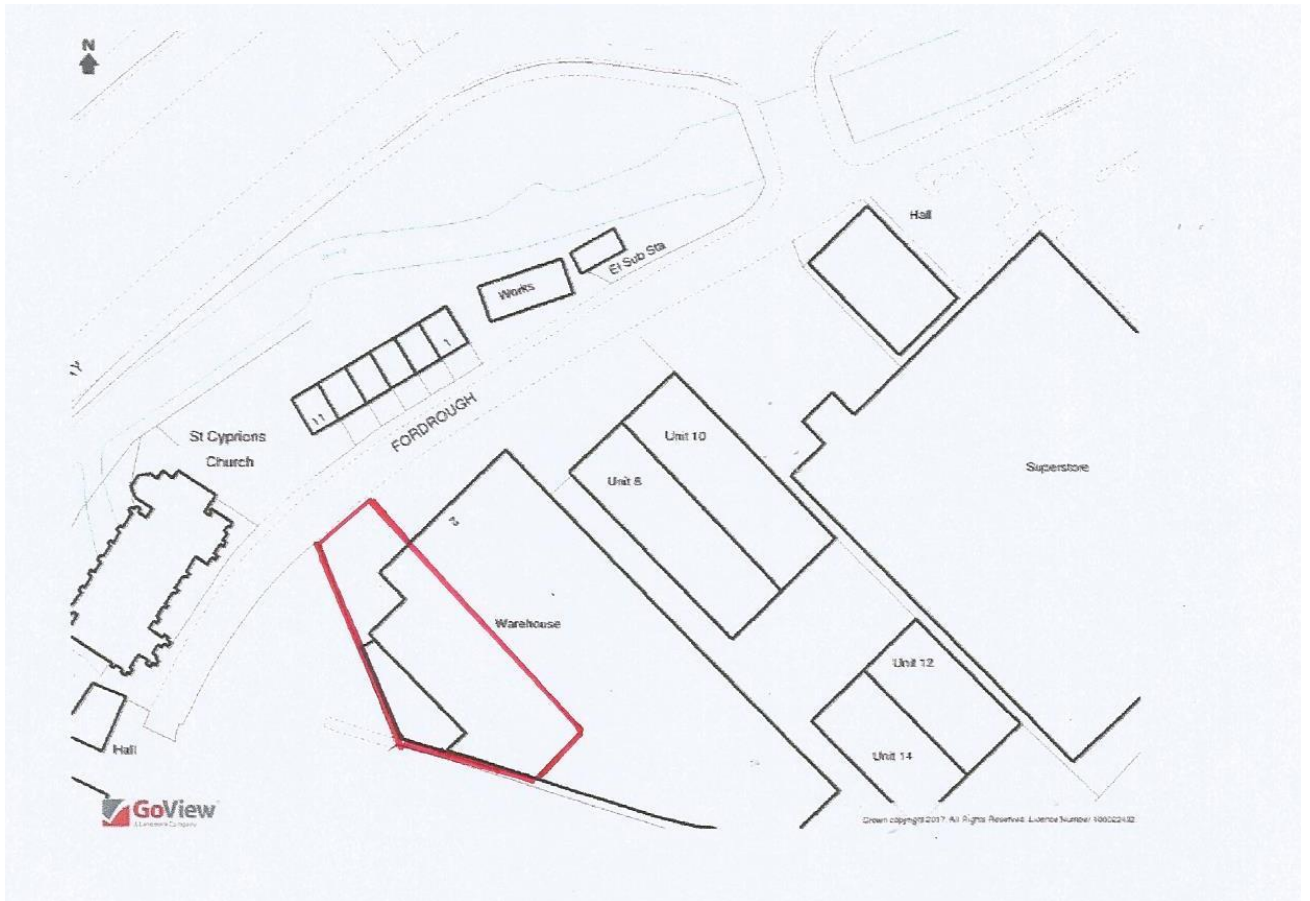 N
Hall
El Sub Sta
Works
1
11
FORDROUGH
St Cyprions
Church
Unit 10
Unit 8
Superstore
Warehouse
Unit 12
Unit 14
Hall
GoView
Crown copyright 2017. All Rights Reserved. Licence Number